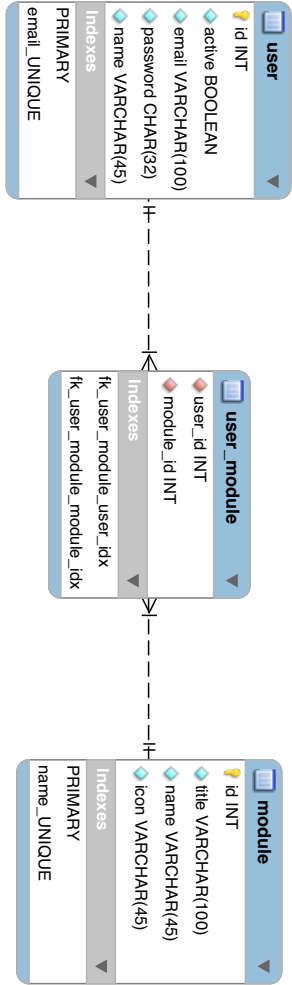 user
id INT
active BOOLEAN
email VARCHAR(100)
password CHAR(32)
name VARCHAR(45)
Indexes
PRIMARY
email_UNIQUE
user_module
user_id INT
module_id INT
Indexes
fk_user_module_user_idx
fk_user_module_module_idx
module
id INT
title VARCHAR(100)
name VARCHAR(45)
icon VARCHAR(45)
Indexes
PRIMARY
name_UNIQUE